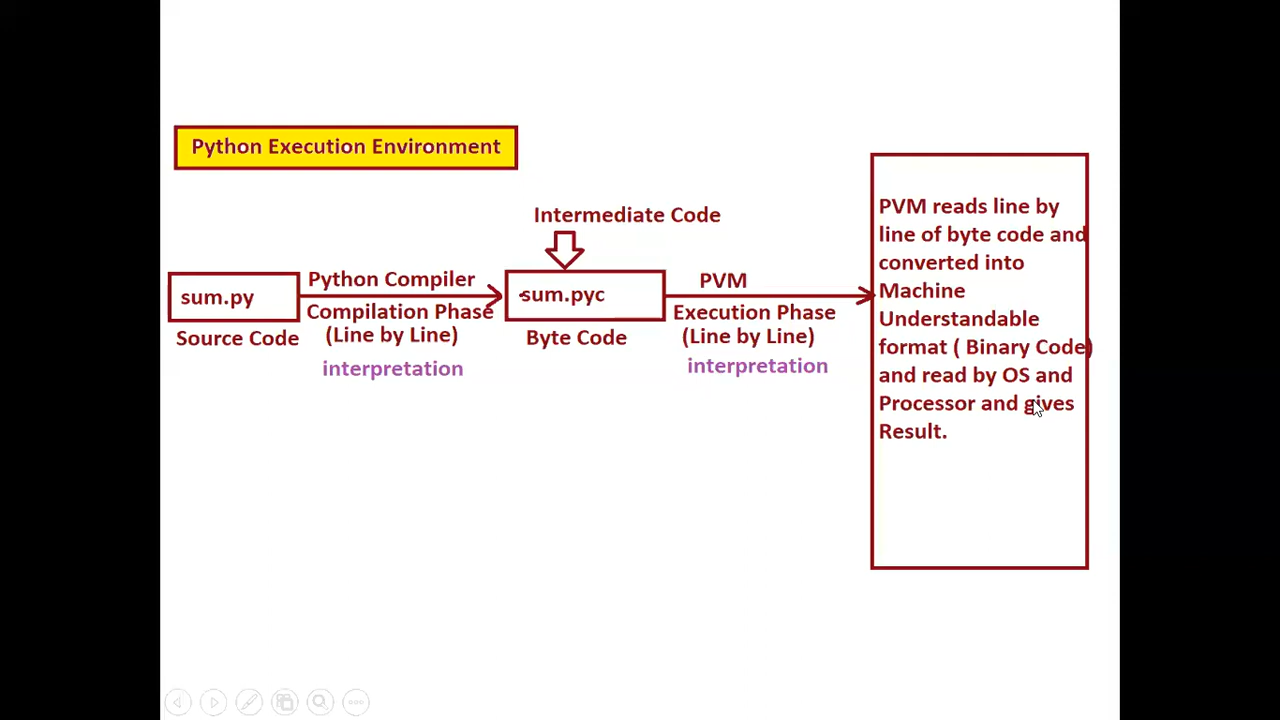 Python Execution Environment
Intermediate Code
sum.py
Python Compiler
Compilation Phase
(Line by Line)
interpretation
Source Code
sum.pyc
Byte Code
PVM
Execution Phase
(Line by Line)
interpretation
PVM reads line by
line of byte code and
converted into
Machine
Understandable
format ( Binary Code)
and read by OS and
Processor and gives
Result.